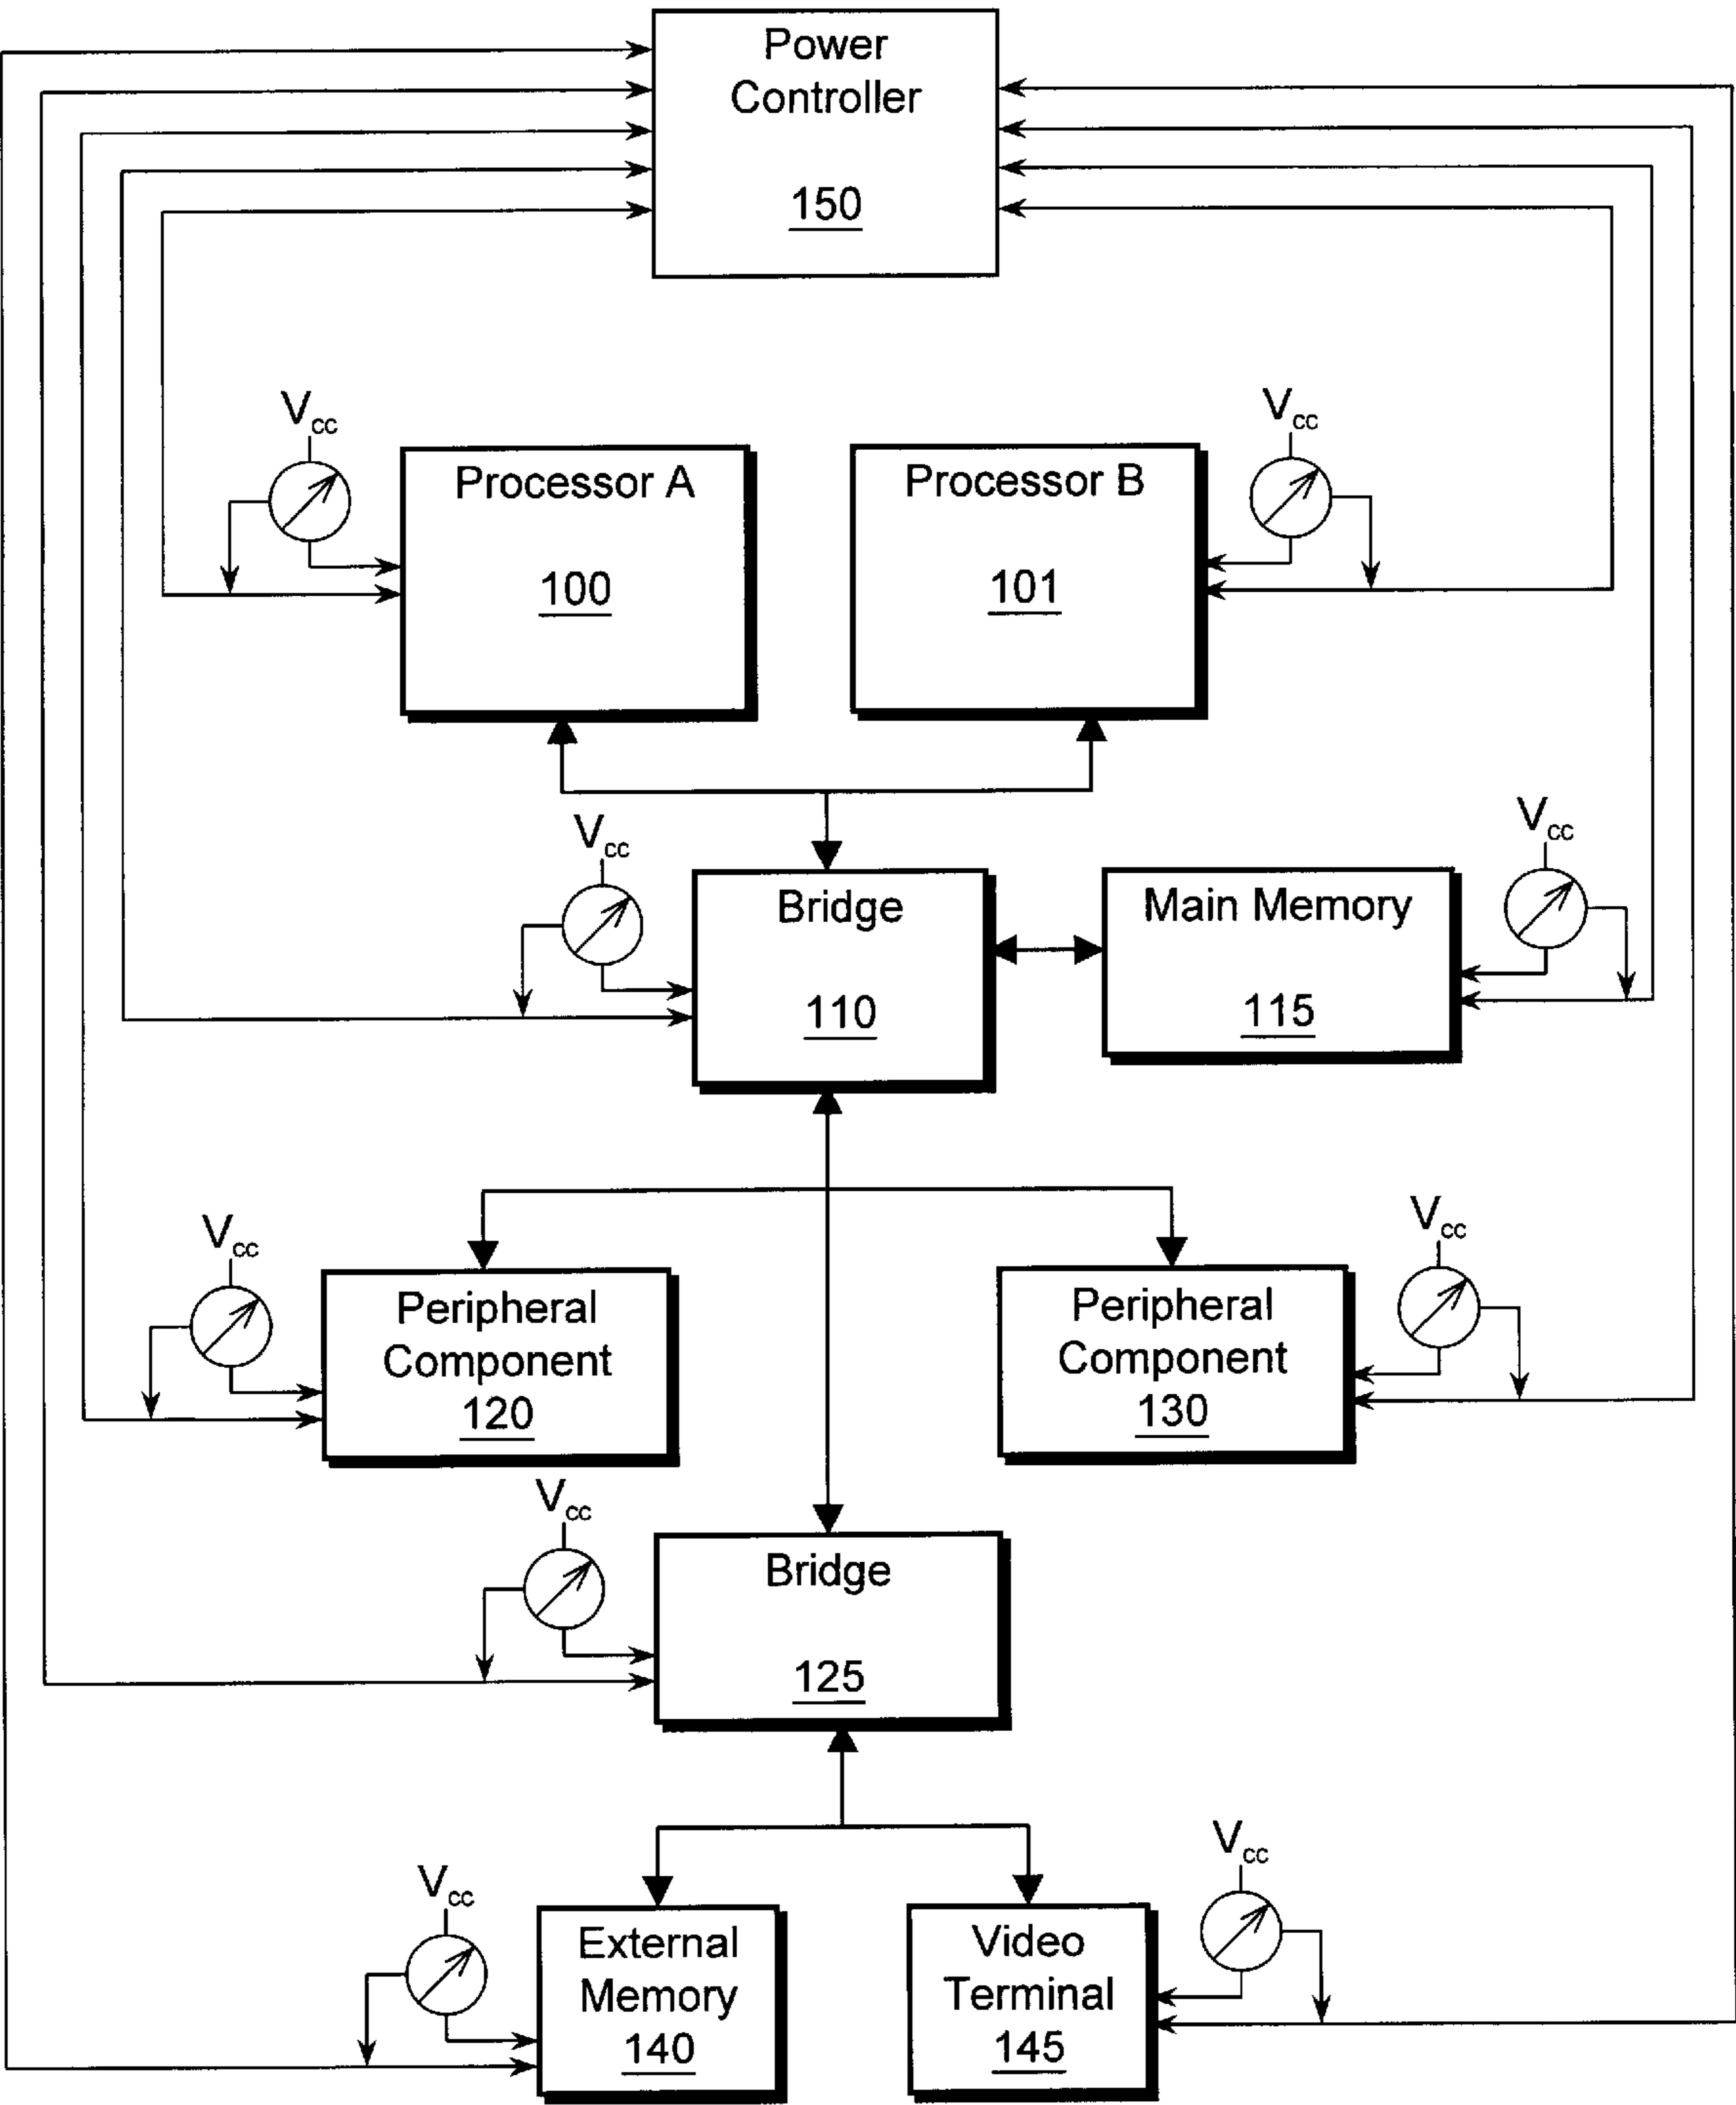 Power
Controller
150
Vcc
Vcc
Processor A
100
Processor B
101
Vcc
Vcc
Bridge
110
Main Memory
115
Vcc
Vcc
Peripheral
Component
120
Peripheral
Component
130
Vcc
Bridge
125
Vcc
Vcc
External
Memory
140
Video
Terminal
145